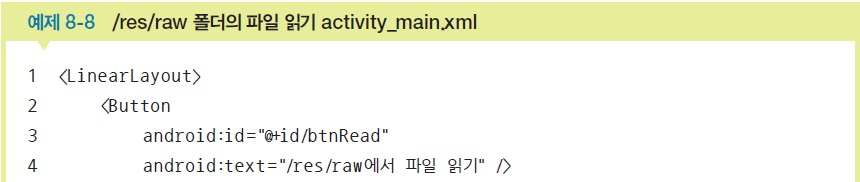 예제 8-8 /res/raw 폴더의 파일 읽기 activity_main.xml
1 <LinearLayout>
2 <Button
3 android:id="@+id/btnRead"
4 android:text="/res/raw에서 파일 읽기" />